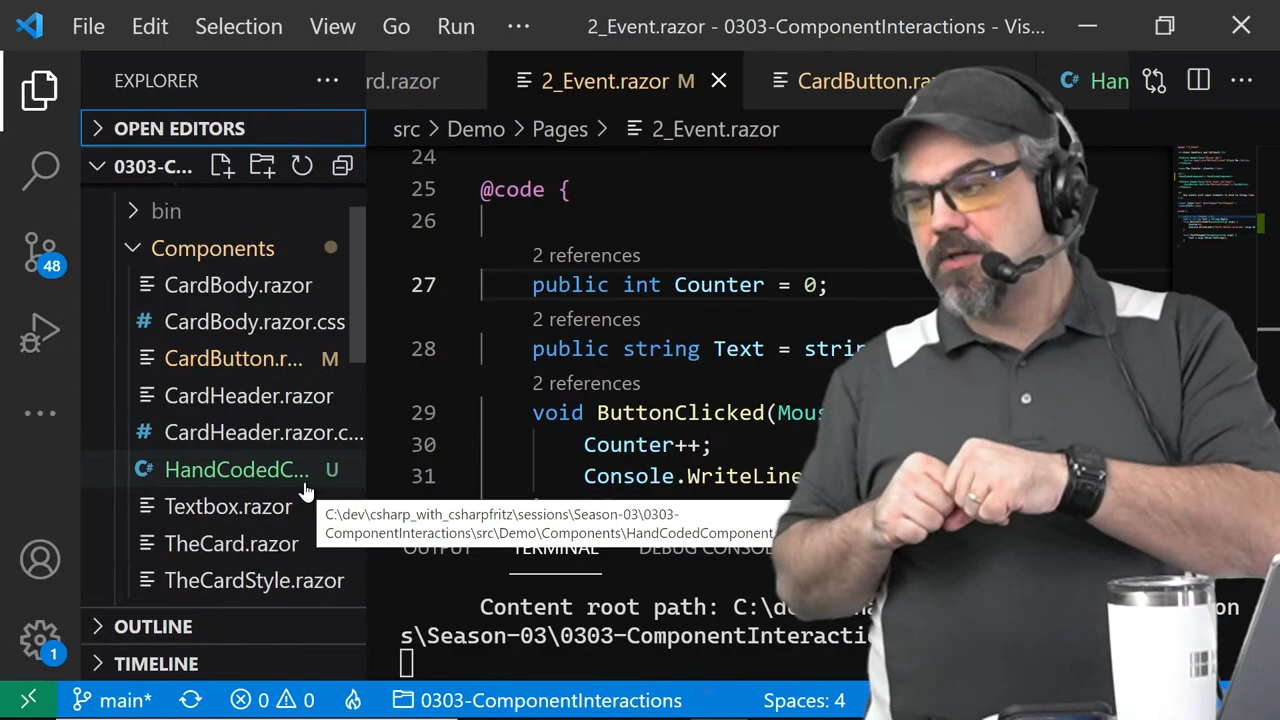 File Edit Selection View Go Run ··· 2_Event.razor - 0303-ComponentInteractions - Vis...
EXPLORER ···
rd.razor 2_Event.razor M CardButton.ra Han ···
OPEN EDITORS
src > Demo > Pages > 2_Event.razor
0303-C...
bin
Components
CardBody.razor
CardBody.razor.css
CardButton.r... M
CardHeader.razor
CardHeader.razor.c...
HandCodedC... U
Textbox.razor
TheCard.razor
TheCardStyle.razor
OUTLINE
TIMELINE
48
1
24
25 @code {
26
2 references
27 public int Counter = 0;
2 references
28 public string Text = strin
2 references
29 void ButtonClicked(Mous
30 Counter++;
31 Console.WriteLine
C:\dev\csharp_with_csharpfritz\sessions\Season-03\0303-
ComponentInteractions\src\Demo\Components\HandCodedComponent.
OUTPUT TERMINAL DEBUG CONSO
Content root path: C:\de
s\Season-03\0303-ComponentInteractio
main* 0 0 0303-ComponentInteractions Spaces: 4